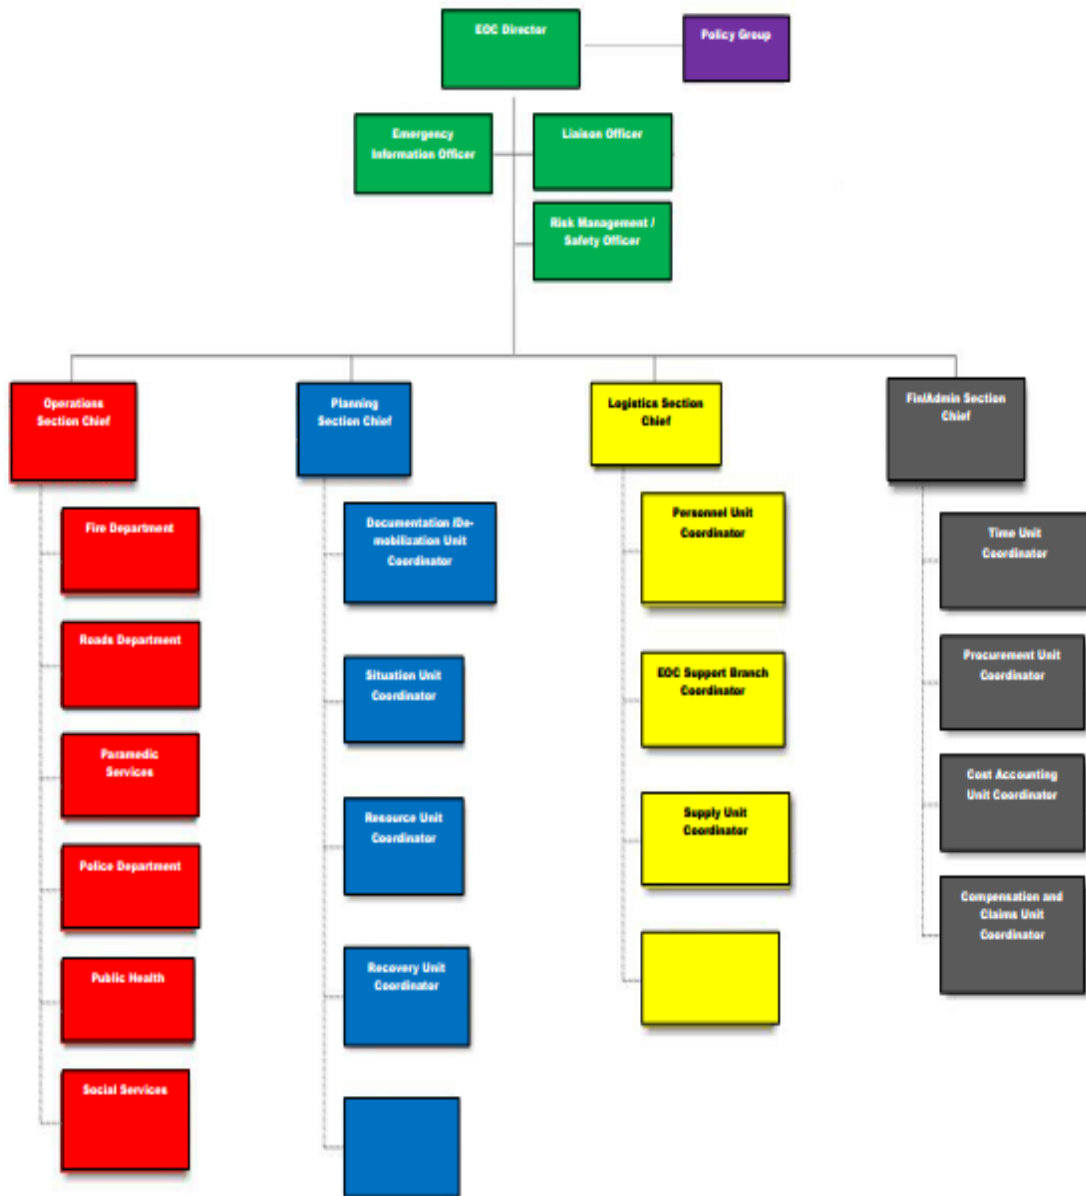 EOC Director
Policy Group
Emergency
Information Officer
Liaison Officer
Risk Management /
Safety Officer
Operations
Section Chief
Fire Department
Roads Department
Paramedic
Services
Police Department
Public Health
Social Services
Planning
Section Chief
Documentation /De-
mobilization Unit
Coordinator
Situation Unit
Coordinator
Resource Unit
Coordinator
Recovery Unit
Coordinator
Logistics Section
Chief
Personnel Unit
Coordinator
EOC Support Branch
Coordinator
Supply Unit
Coordinator
Fin/Admin Section
Chief
Time Unit
Coordinator
Procurement Unit
Coordinator
Cost Accounting
Unit Coordinator
Compensation and
Claims Unit
Coordinator